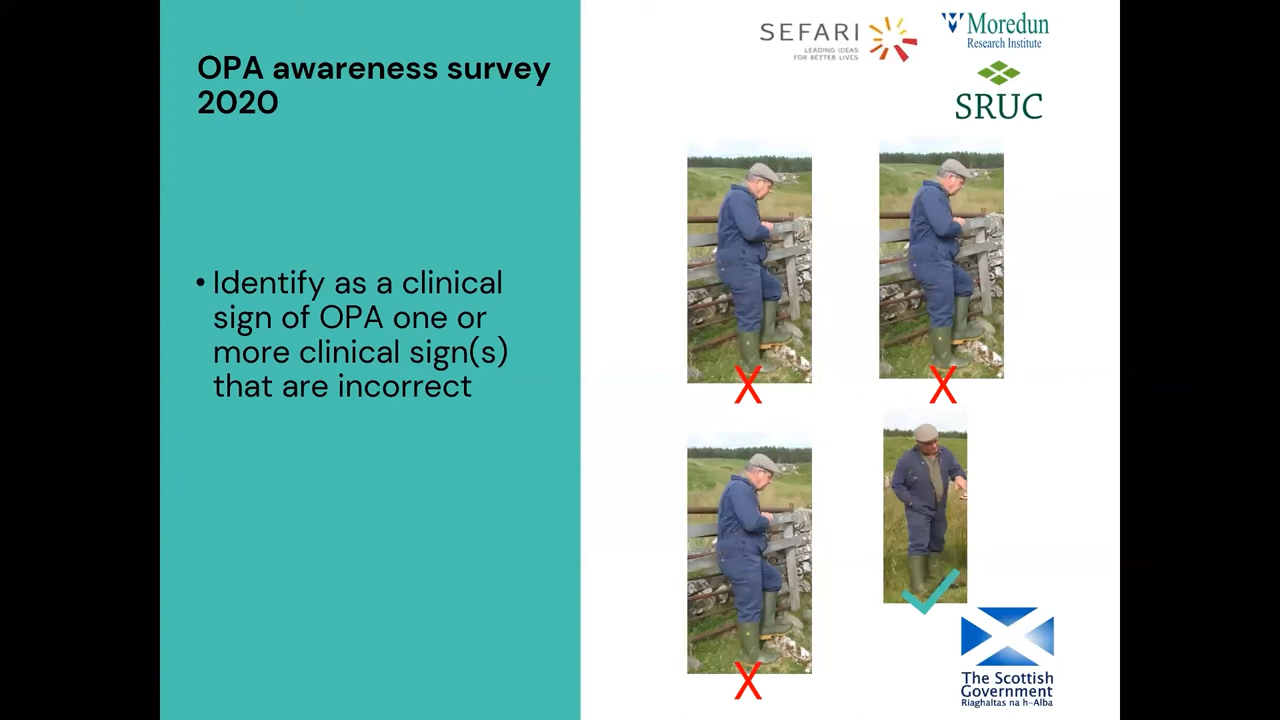 OPA awareness survey
2020
• Identify as a clinical
sign of OPA one or
more clinical sign(s)
that are incorrect
SEFARI
LEADING IDEAS
FOR BETTER LIVES
Moredun
Research Institute
SRUC
X
X
X
The Scottish
Government
Riaghaltas na h-Alba